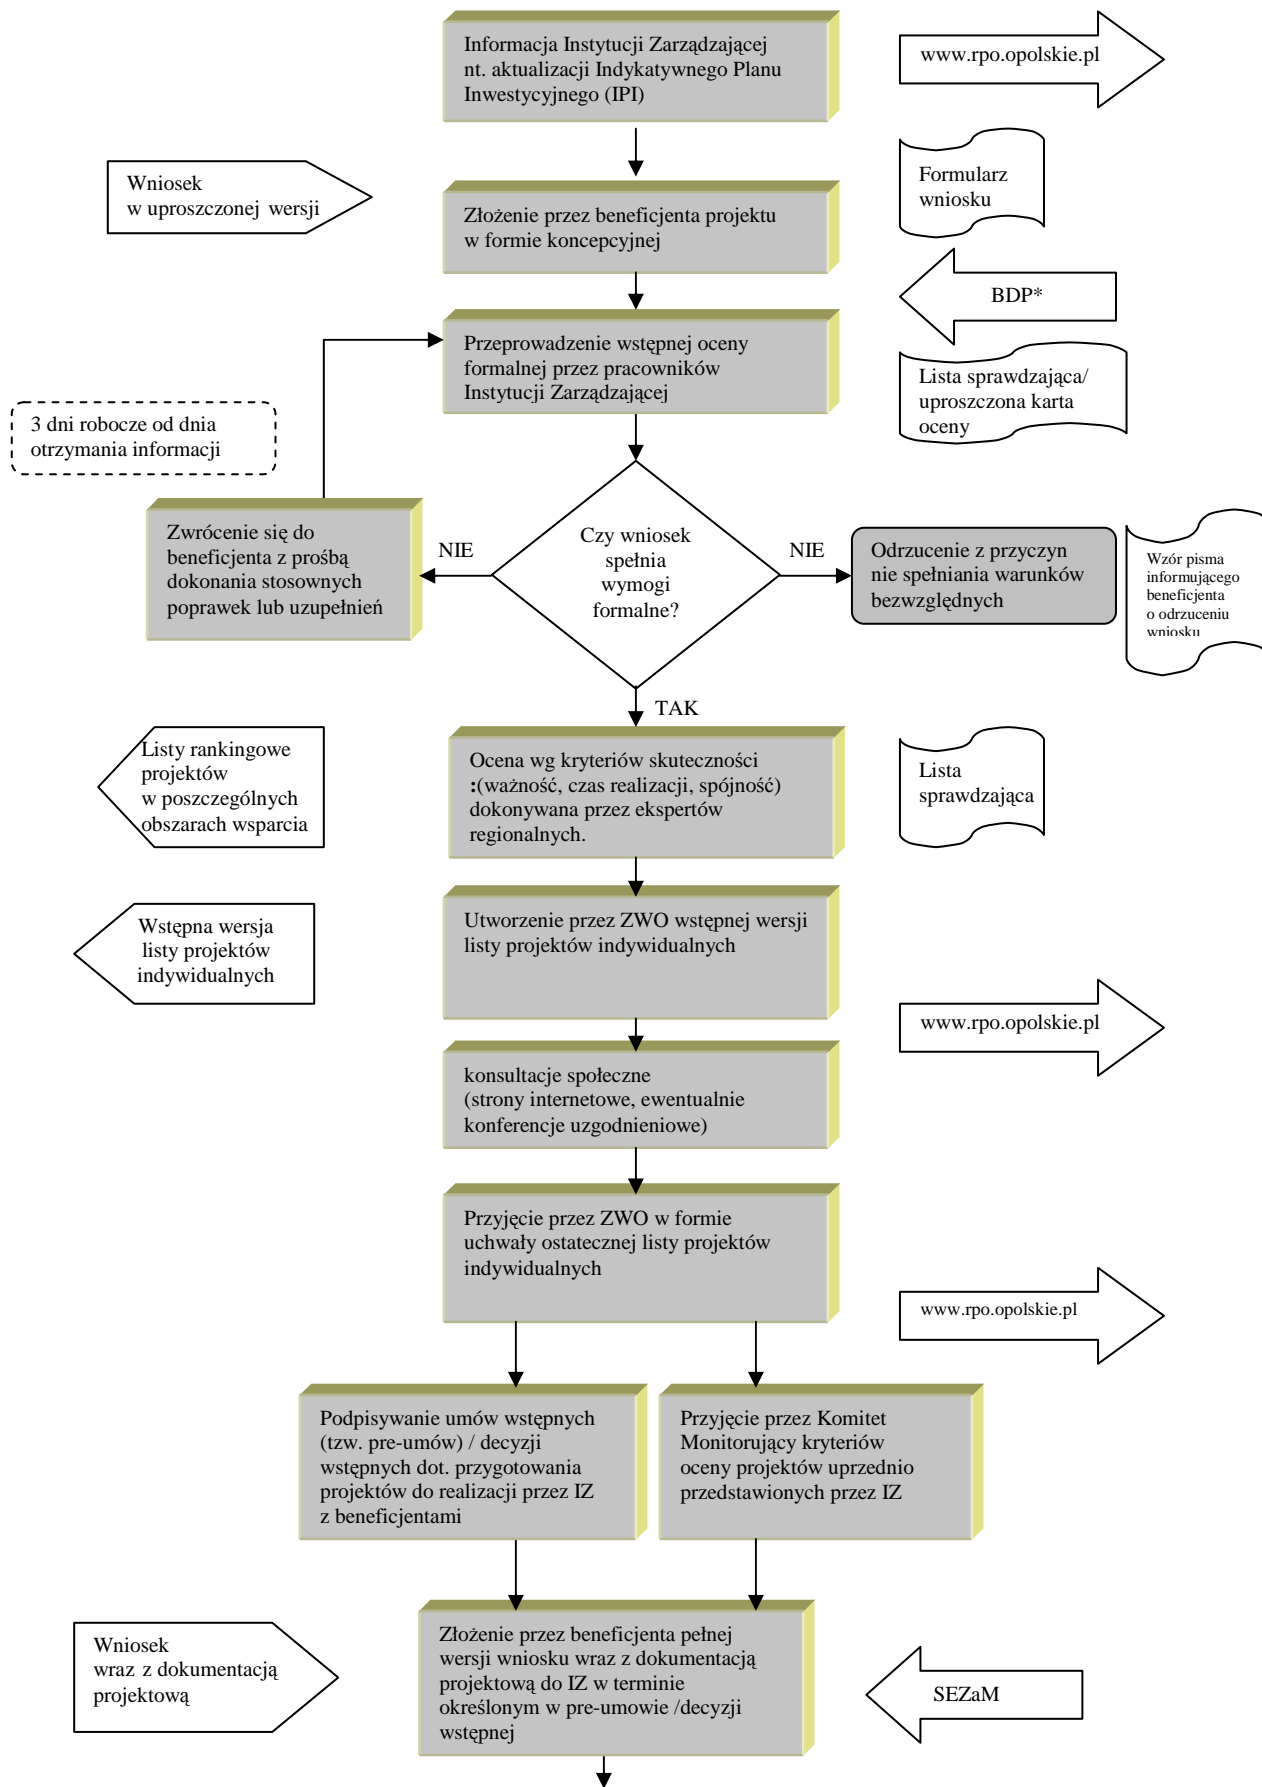 Informacja Instytucji Zarządzającej
nt. aktualizacji Indykatywnego Planu
Inwestycyjnego (IPI)
www.rpo.opolskie.pl
Wniosek
w uproszczonej wersji
Formularz
wniosku
Złożenie przez beneficjenta projektu
w formie koncepcyjnej
BDP*
Przeprowadzenie wstępnej oceny
formalnej przez pracowników
Instytucji Zarządzającej
Lista sprawdzająca/
uproszczona karta
oceny
3 dni robocze od dnia
otrzymania informacji
Zwrócenie się do
beneficjenta z prośbą
dokonania stosownych
poprawek lub uzupełnień
NIE
Czy wniosek
spełnia
wymogi
formalne?
NIE
Odrzucenie z przyczyn
nie spełniania warunków
bezwzględnych
Wzór pisma
informującego
beneficjenta
o odrzuceniu
wniosku
TAK
Listy rankingowe
projektów
w poszczególnych
obszarach wsparcia
Ocena wg kryteriów skuteczności
:(ważność, czas realizacji, spójność)
dokonywana przez ekspertów
regionalnych.
Lista
sprawdzająca
Wstępna wersja
listy projektów
indywidualnych
Utworzenie przez ZWO wstępnej wersji
listy projektów indywidualnych
www.rpo.opolskie.pl
konsultacje społeczne
(strony internetowe, ewentualnie
konferencje uzgodnieniowe)
Przyjęcie przez ZWO w formie
uchwały ostatecznej listy projektów
indywidualnych
www.rpo.opolskie.pl
Podpisywanie umów wstępnych
(tzw. pre-umów) / decyzji
wstępnych dot. przygotowania
projektów do realizacji przez IZ
z beneficjentami
Przyjęcie przez Komitet
Monitorujący kryteriów
oceny projektów uprzednio
przedstawionych przez IZ
Wniosek
wraz z dokumentacją
projektową
Złożenie przez beneficjenta pełnej
wersji wniosku wraz z dokumentacją
projektową do IZ w terminie
określonym w pre-umowie /decyzji
wstępnej
SEZaM